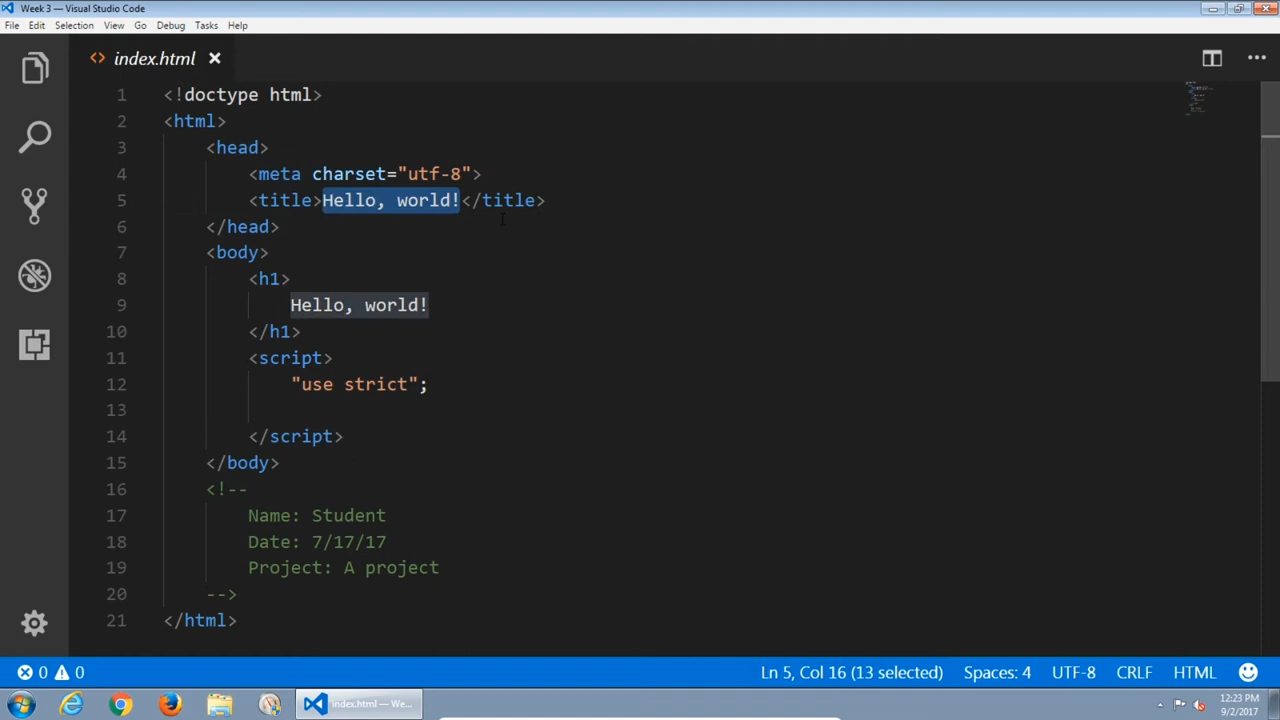 Week 3 — Visual Studio Code
File Edit Selection View Go Debug Tasks Help
<> index.html
1 <!doctype html>
2 <html>
3 <head>
4 <meta charset="utf-8">
5 <title>Hello, world!</title>
6 </head>
7 <body>
8 <h1>
9 Hello, world!
10 </h1>
11 <script>
12 "use strict";
13
14 </script>
15 </body>
16 <!--
17 Name: Student
18 Date: 7/17/17
19 Project: A project
20 -->
21 </html>
0 0 Ln 5, Col 16 (13 selected) Spaces: 4 UTF-8 CRLF HTML
index.html — We... 12:23 PM
9/2/2017